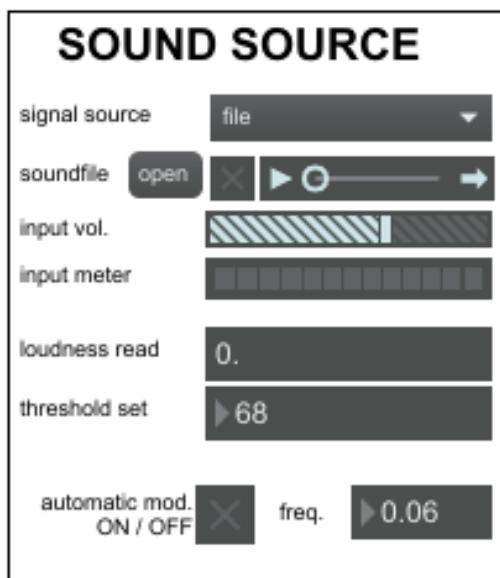 SOUND SOURCE
signal source file
soundfile open
input vol.
input meter
loudness read 0.
threshold set 68
automatic mod.
ON / OFF freq. 0.06